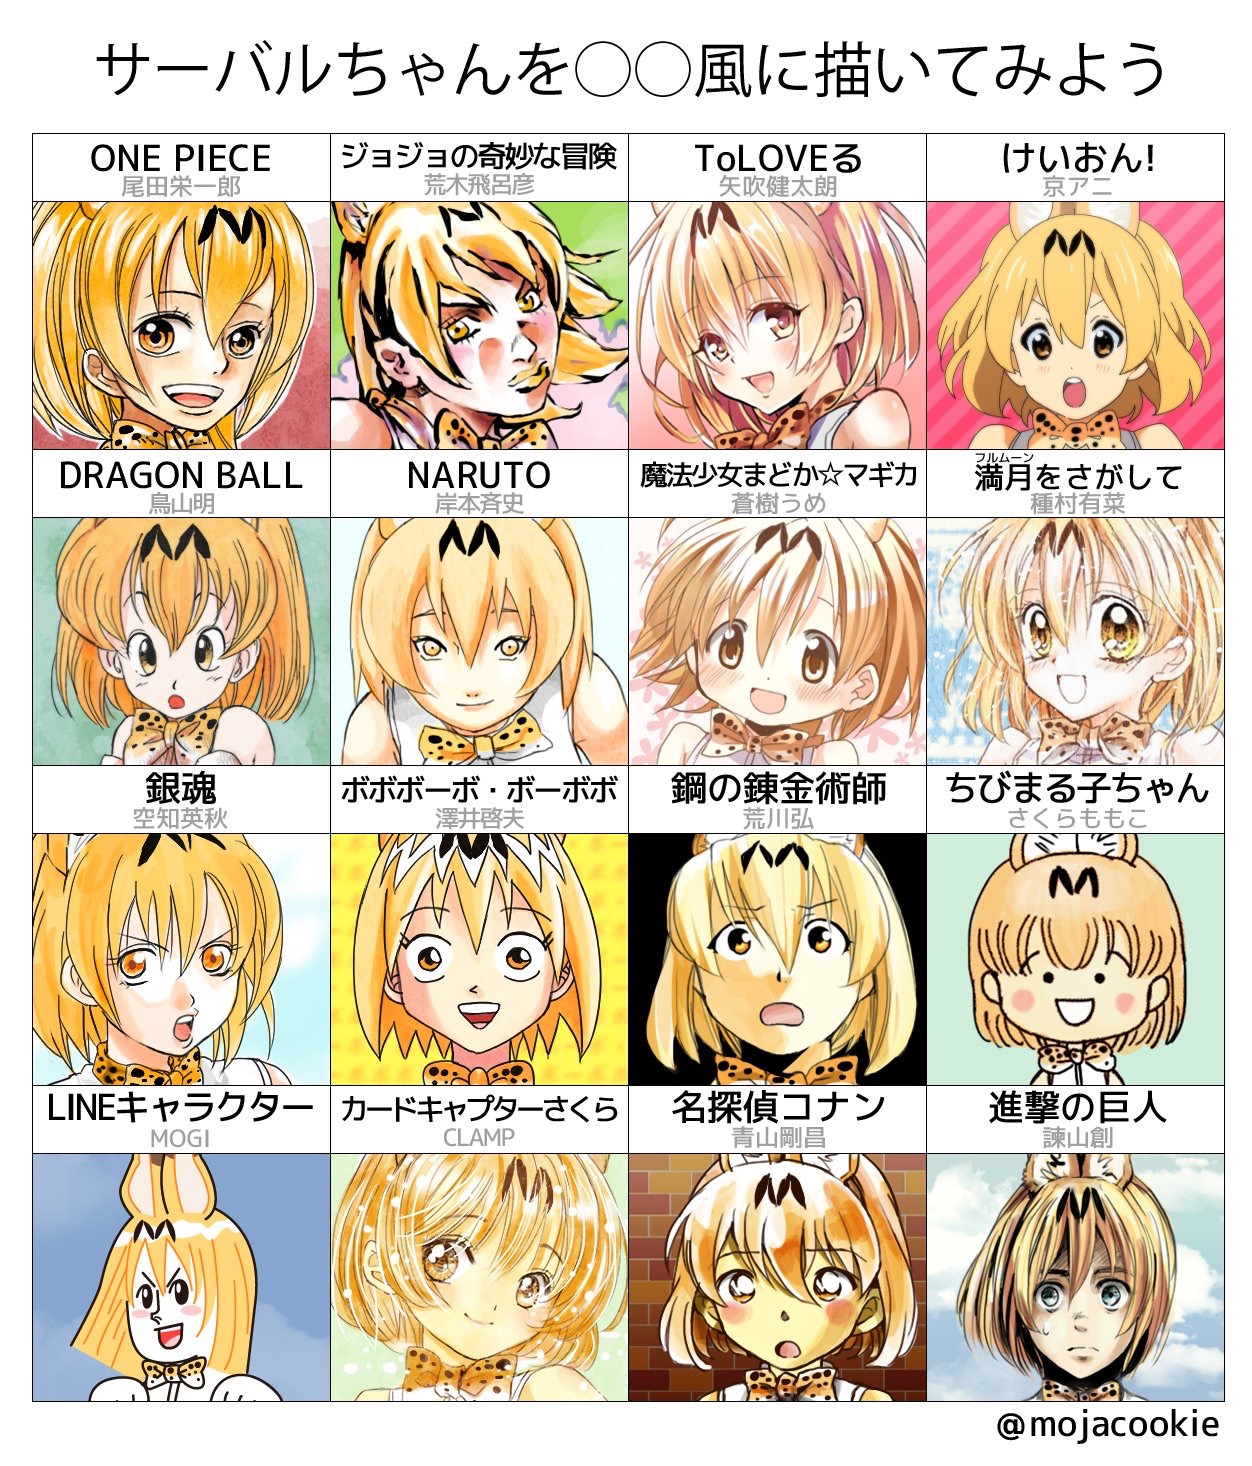 サーバルちゃんを○○風に描いてみよう
ONE PIECE
尾田栄一郎
ジョジョの奇妙な冒険
荒木飛呂彦
ToLOVEる
矢吹健太朗
けいおん!
京アニ
DRAGON BALL
鳥山明
NARUTO
岸本斉史
魔法少女まどか☆マギカ
蒼樹うめ
フルムーン
満月をさがして
種村有菜
銀魂
空知英秋
ボボボーボ・ボーボボ
澤井啓夫
鋼の錬金術師
荒川弘
ちびまる子ちゃん
さくらももこ
LINEキャラクター
MOGI
カードキャプターさくら
CLAMP
名探偵コナン
青山剛昌
進撃の巨人
諫山創
@mojacookie